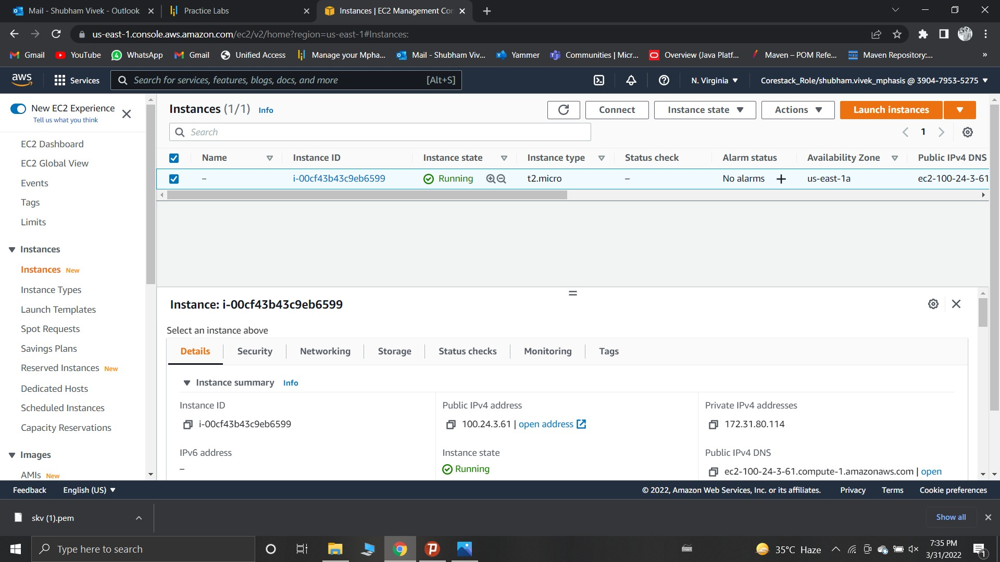 Mail - Shubham Vivek - Outlook
Practice Labs
Instances | EC2 Management Con
us-east-1.console.aws.amazon.com/ec2/v2/home?region=us-east-1#Instances:
Gmail YouTube WhatsApp Gmail Unified Access Manage your Mpha... Mail - Shubham Viv... Yammer Communities | Micr... Overview (Java Platf... Maven – POM Refe... Maven Repository:... »
aws Services Search for services, features, blogs, docs, and more [Alt+S] N. Virginia Corestack_Role/shubham.vivek_mphasis @ 3904-7953-5275
New EC2 Experience
Tell us what you think
EC2 Dashboard
EC2 Global View
Events
Tags
Limits
Instances
Instances New
Instance Types
Launch Templates
Spot Requests
Savings Plans
Reserved Instances New
Dedicated Hosts
Scheduled Instances
Capacity Reservations
Images
AMIs New
Instances (1/1) Info
Connect Instance state Actions Launch instances
Search
1
Name Instance ID Instance state Instance type Status check Alarm status Availability Zone Public IPv4 DNS
– i-00cf43b43c9eb6599 Running t2.micro – No alarms + us-east-1a ec2-100-24-3-61
Instance: i-00cf43b43c9eb6599
Select an instance above
Details Security Networking Storage Status checks Monitoring Tags
Instance summary Info
Instance ID
i-00cf43b43c9eb6599
Public IPv4 address
100.24.3.61 | open address
Private IPv4 addresses
172.31.80.114
IPv6 address
–
Instance state
Running
Public IPv4 DNS
ec2-100-24-3-61.compute-1.amazonaws.com | open
Feedback English (US) © 2022, Amazon Web Services, Inc. or its affiliates. Privacy Terms Cookie preferences
skv (1).pem
Show all
Type here to search
35°C Haze
7:35 PM
3/31/2022
1